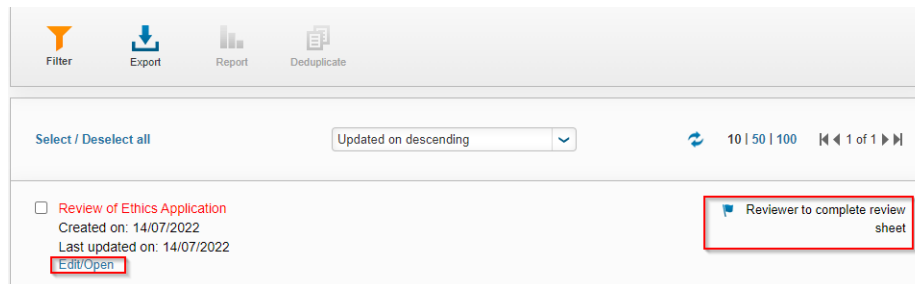 Filter Export Report Deduplicate
Select / Deselect all Updated on descending 10 | 50 | 100 1 of 1
Review of Ethics Application Reviewer to complete review
Created on: 14/07/2022 sheet
Last updated on: 14/07/2022
Edit/Open